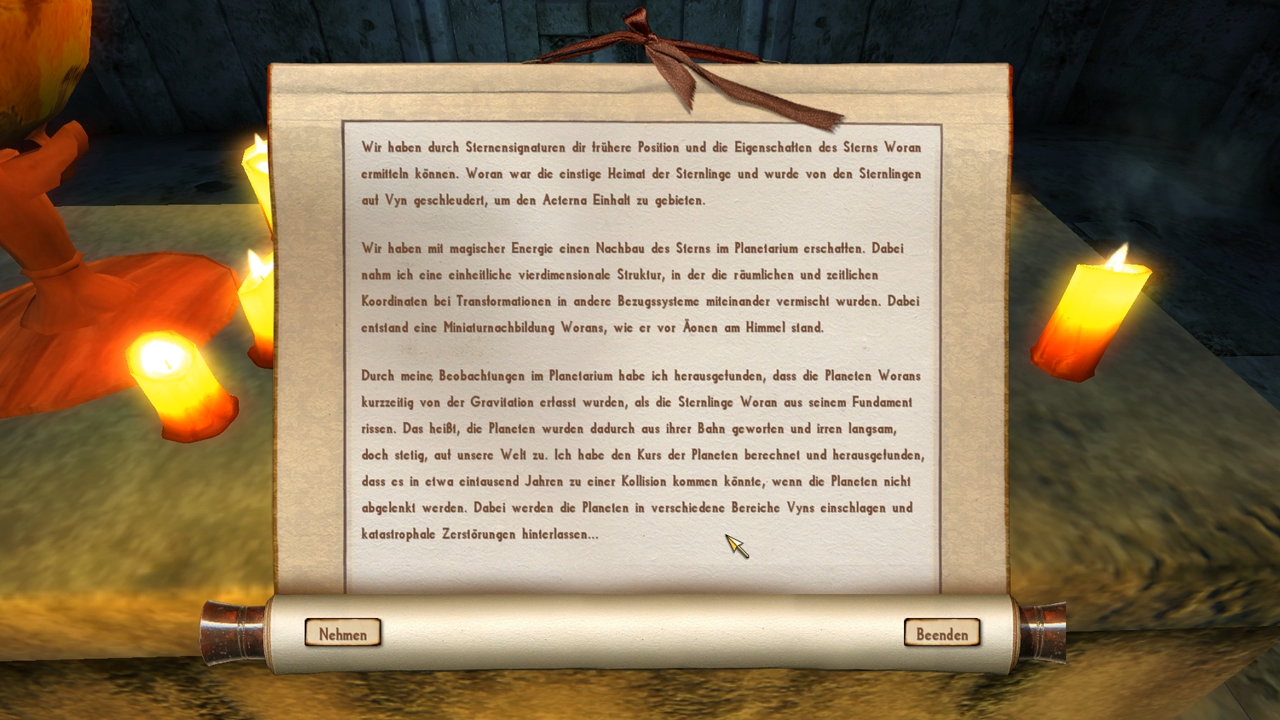 Wir haben durch Sternensignaturen dir frühere Position und die Eigenschaften des Sterns Woran
ermitteln können. Woran war die einstige Heimat der Sternlinge und wurde von den Sternlingen
auf Vyn geschleudert, um den Aeterna Einhalt zu gebieten.
Wir haben mit magischer Energie einen Nachbau des Sterns im Planetarium erschaffen. Dabei
nahm ich eine einheitliche vierdimensionale Struktur, in der die räumlichen und zeitlichen
Koordinaten bei Transformationen in andere Bezugssysteme miteinander vermischt wurden. Dabei
entstand eine Miniaturnachbildung Worans, wie er vor Äonen am Himmel stand.
Durch meine Beobachtungen im Planetarium habe ich herausgefunden, dass die Planeten Worans
kurzzeitig von der Gravitation erfasst wurden, als die Sternlinge Woran aus seinem Fundament
rissen. Das heißt, die Planeten wurden dadurch aus ihrer Bahn geworfen und irren langsam,
doch stetig, auf unsere Welt zu. Ich habe den Kurs der Planeten berechnet und herausgefunden,
dass es in etwa eintausend Jahren zu einer Kollision kommen könnte, wenn die Planeten nicht
abgelenkt werden. Dabei werden die Planeten in verschiedene Bereiche Vyns einschlagen und
katastrophale Zerstörungen hinterlassen...
Nehmen
Beenden